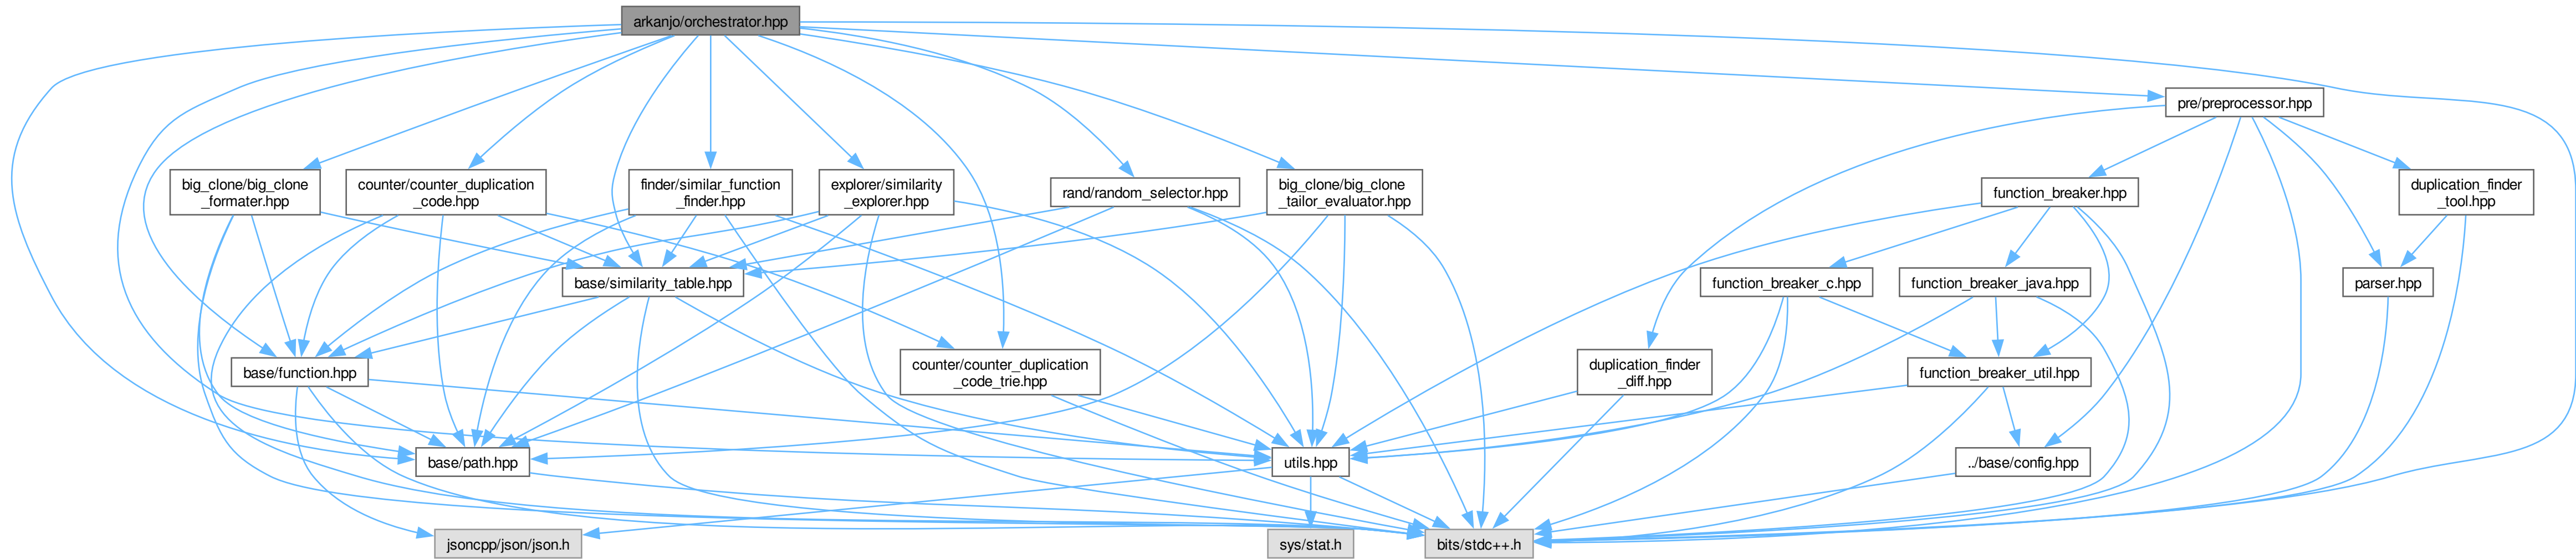 arkanjo/orchestrator.hpp
pre/preprocessor.hpp
big_clone/big_clone
_formater.hpp
counter/counter_duplication
_code.hpp
finder/similar_function
_finder.hpp
explorer/similarity
_explorer.hpp
rand/random_selector.hpp
big_clone/big_clone
_tailor_evaluator.hpp
function_breaker.hpp
duplication_finder
_tool.hpp
base/similarity_table.hpp
function_breaker_c.hpp
function_breaker_java.hpp
parser.hpp
base/function.hpp
counter/counter_duplication
_code_trie.hpp
duplication_finder
_diff.hpp
function_breaker_util.hpp
base/path.hpp
utils.hpp
../base/config.hpp
jsoncpp/json/json.h
sys/stat.h
bits/stdc++.h